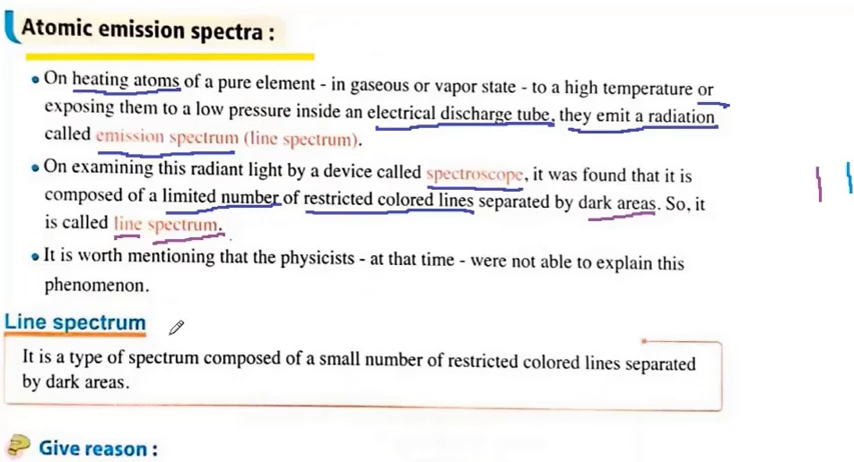 Atomic emission spectra :
• On heating atoms of a pure element - in gaseous or vapor state - to a high temperature or
exposing them to a low pressure inside an electrical discharge tube, they emit a radiation
called emission spectrum (line spectrum).
• On examining this radiant light by a device called spectroscope, it was found that it is
composed of a limited number of restricted colored lines separated by dark areas. So, it
is called line spectrum.
• It is worth mentioning that the physicists - at that time - were not able to explain this
phenomenon.
Line spectrum
It is a type of spectrum composed of a small number of restricted colored lines separated
by dark areas.
? Give reason :